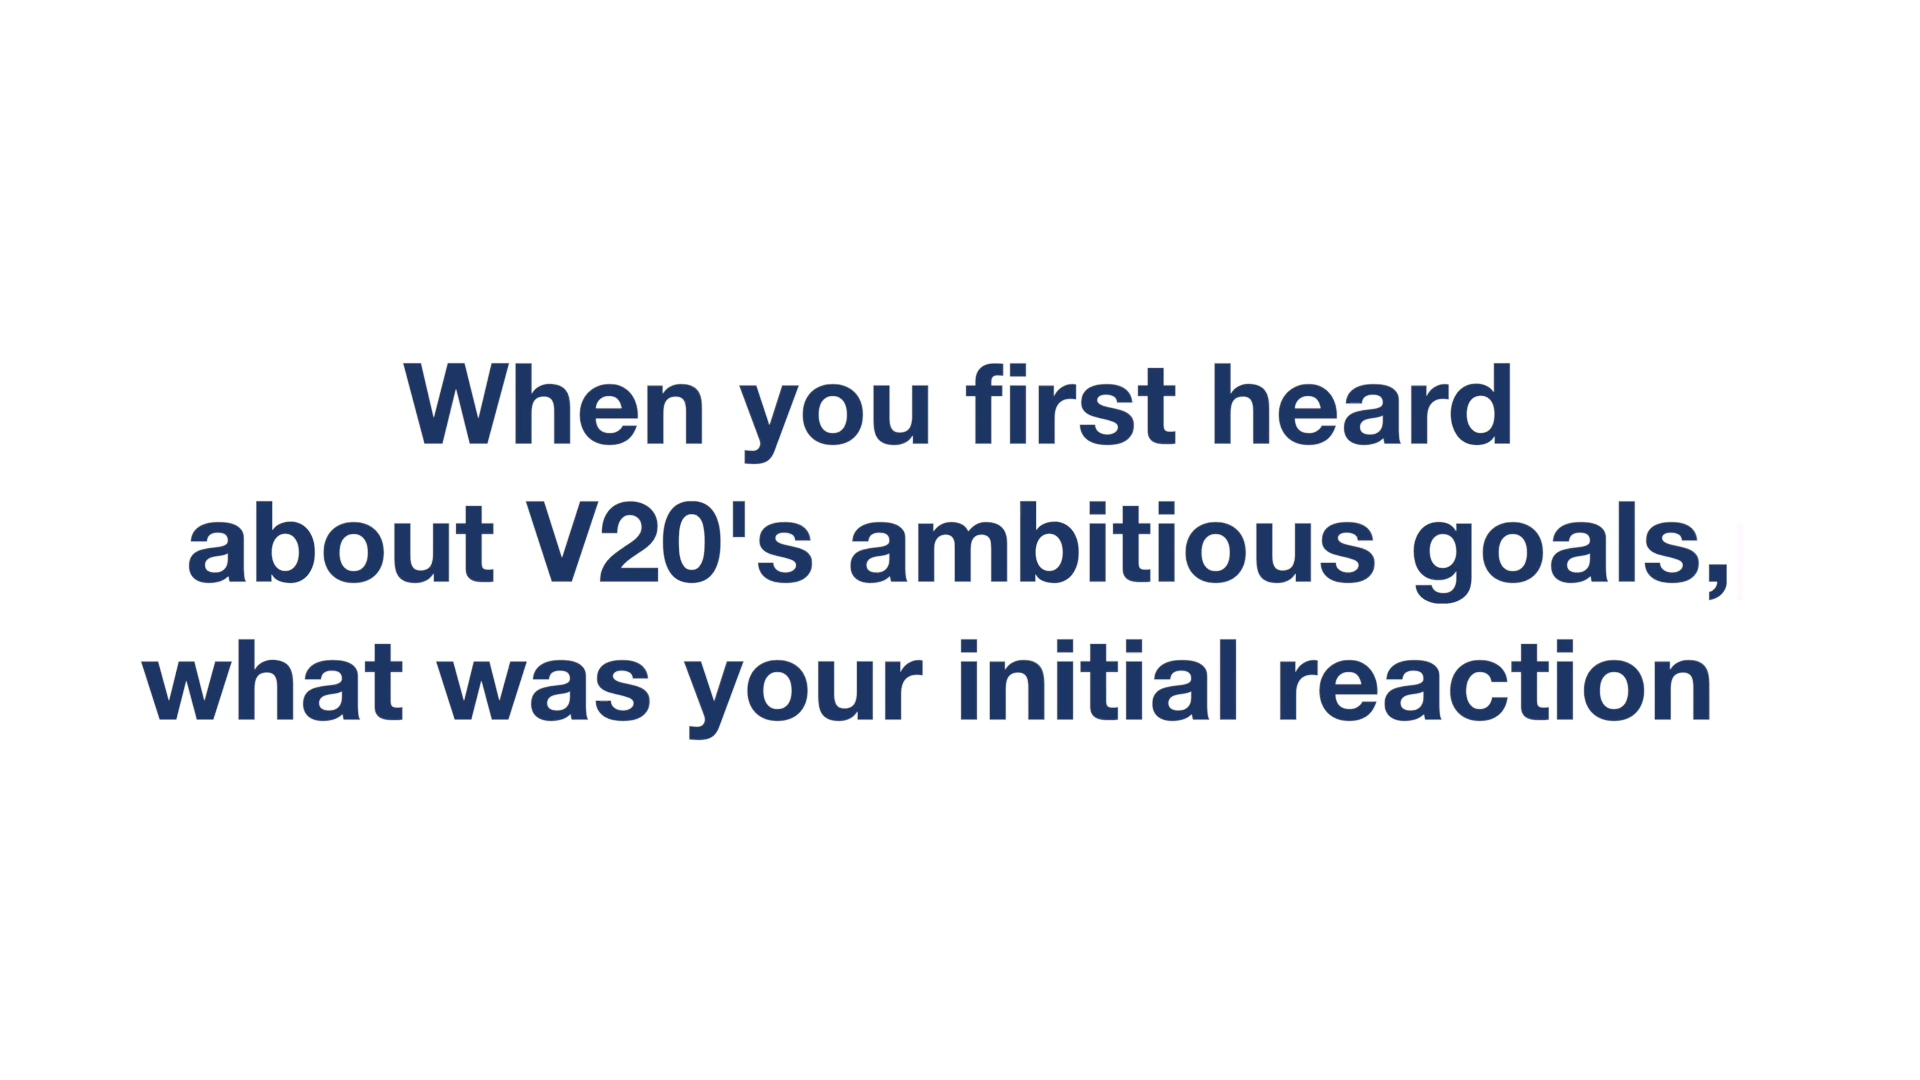 When you first heard
about V20's ambitious goals,
what was your initial reaction